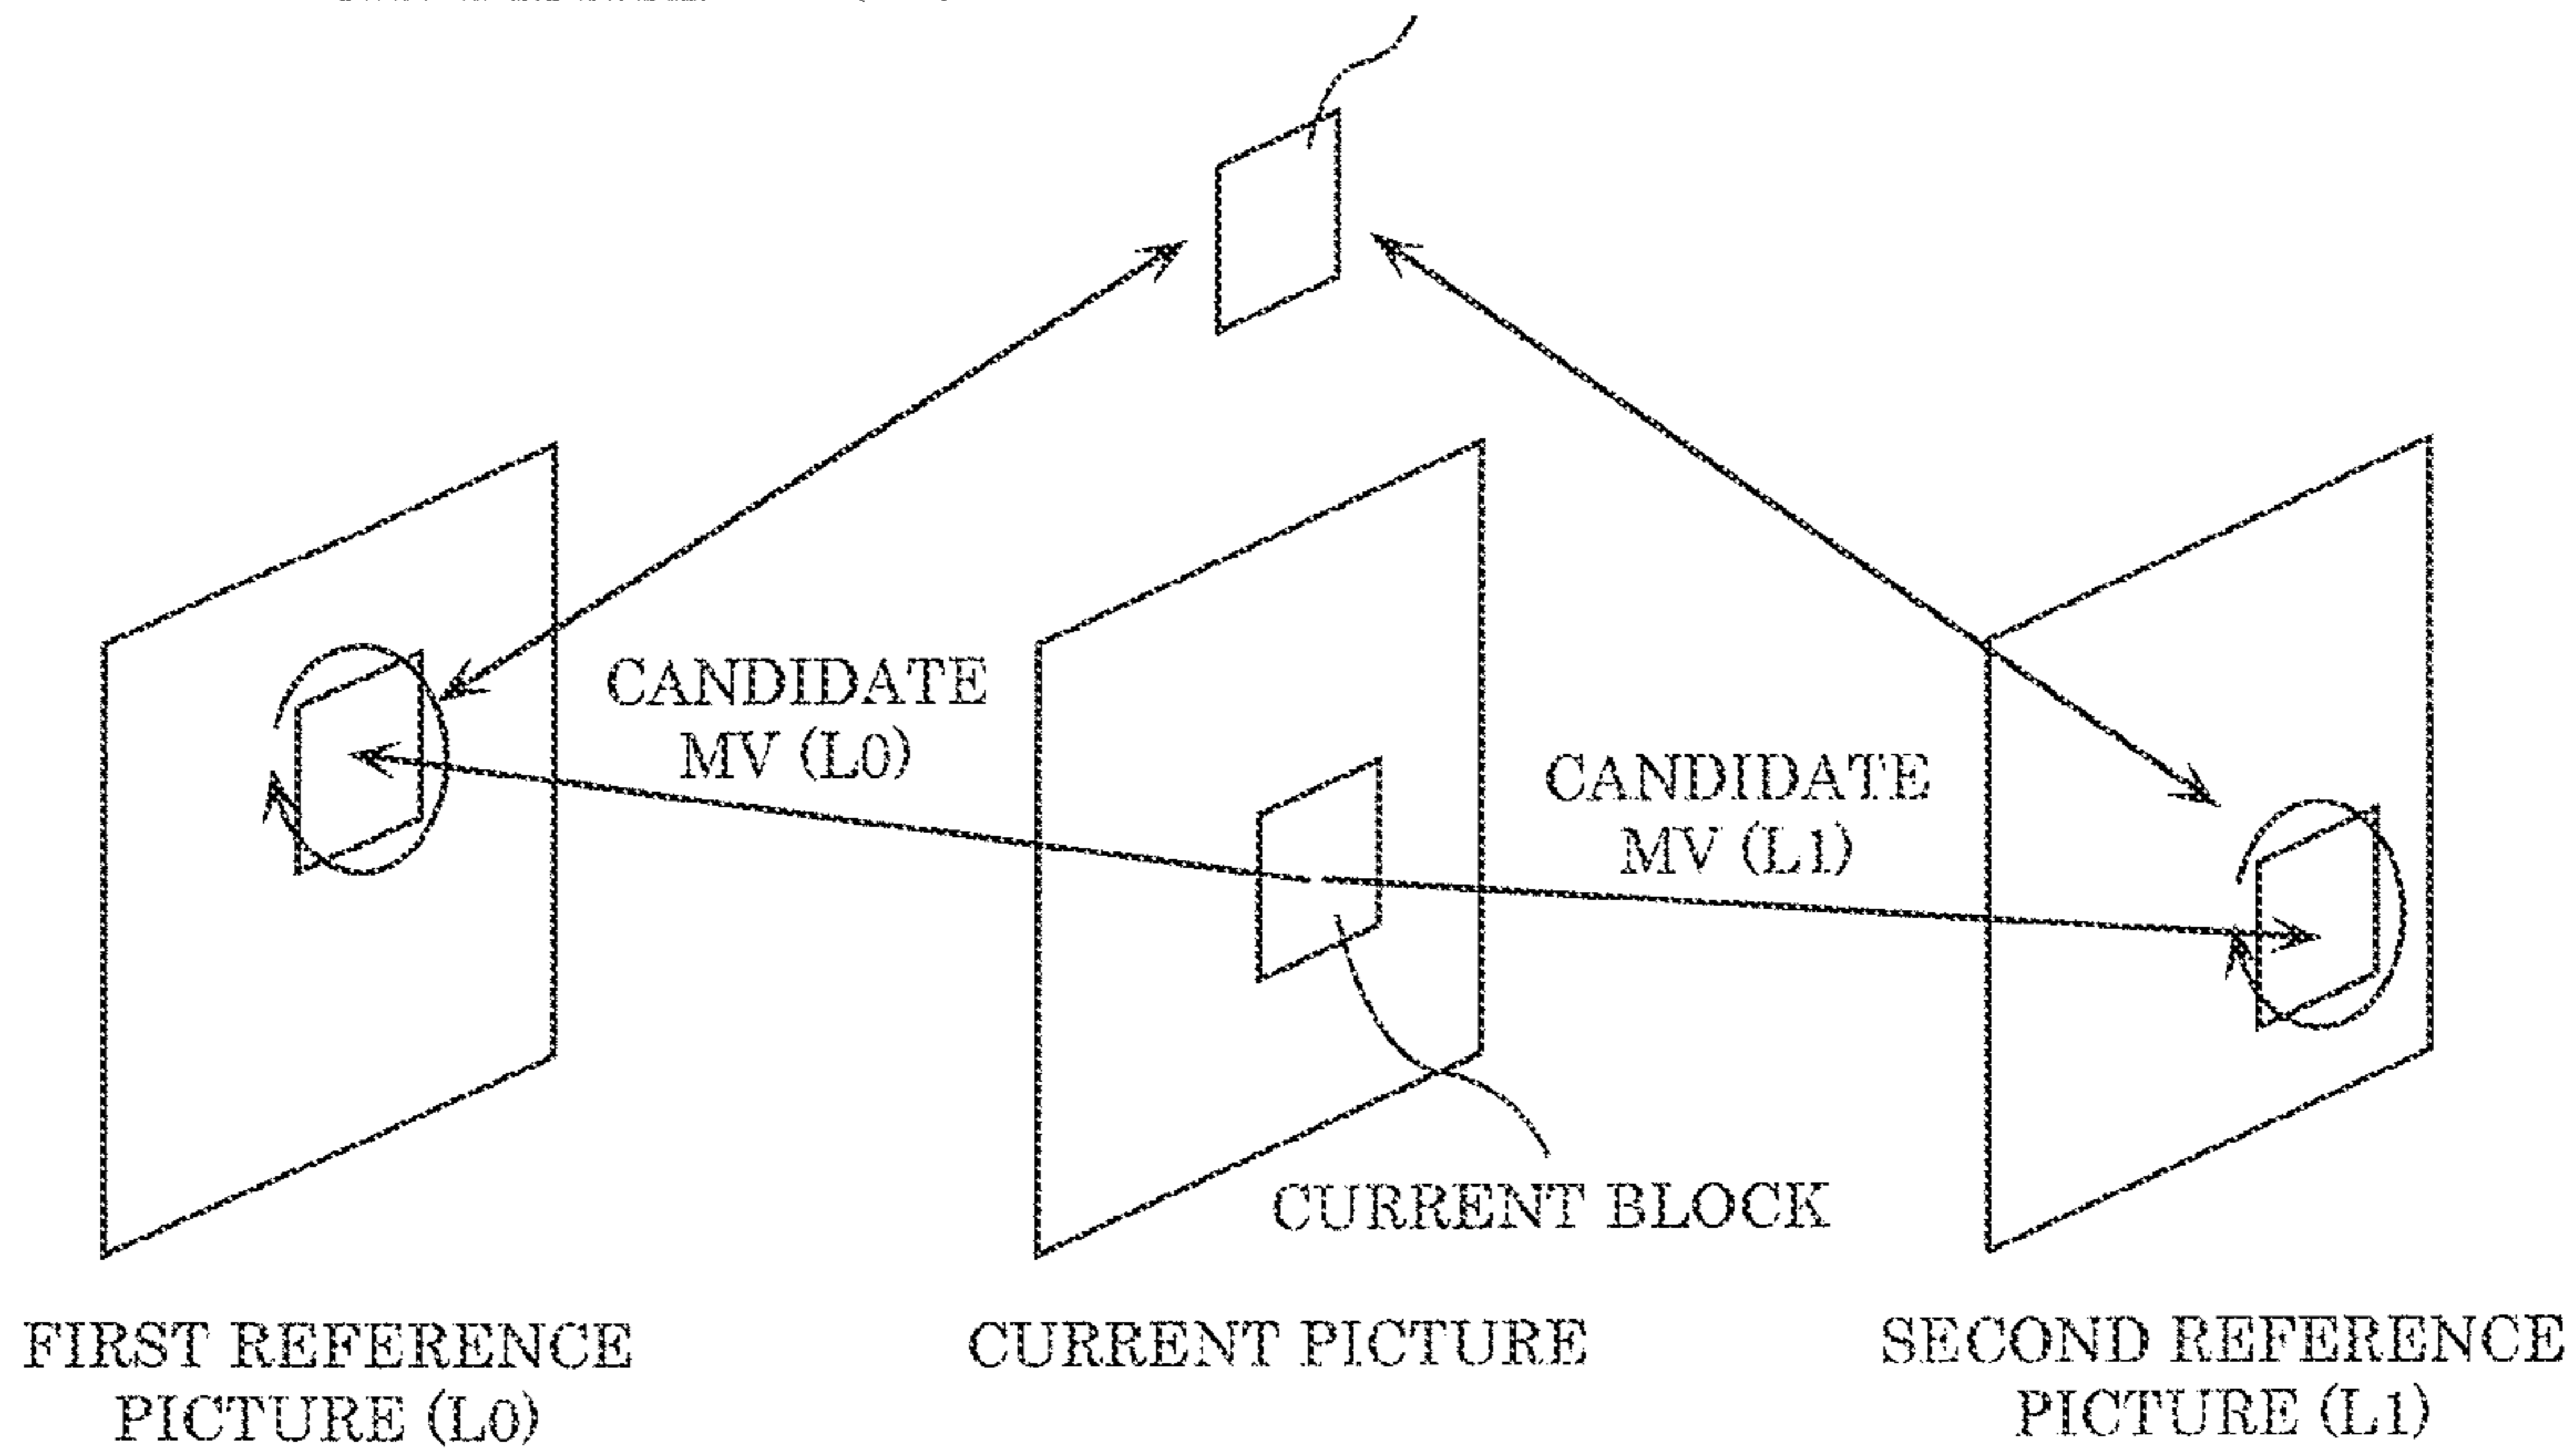 CANDIDATE
MV (L0)
CANDIDATE
MV (L1)
CURRENT BLOCK
FIRST REFERENCE
PICTURE (L0)
CURRENT PICTURE
SECOND REFERENCE
PICTURE (L1)